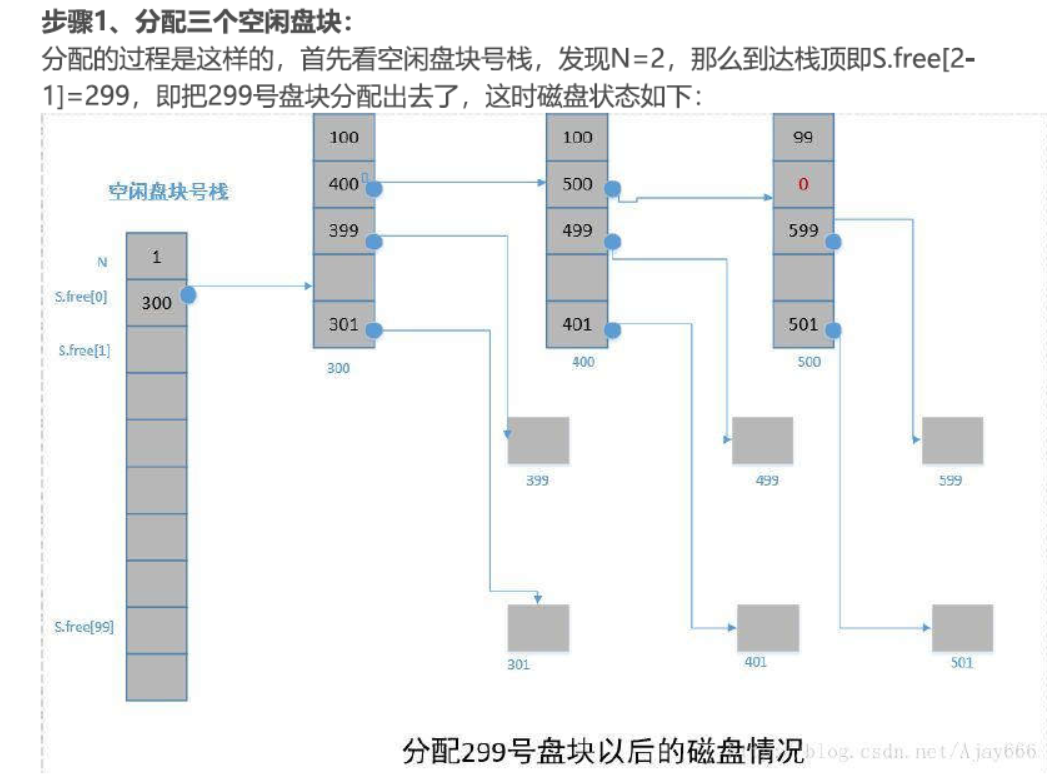 步骤1、分配三个空闲盘块：
分配的过程是这样的，首先看空闲盘块号栈，发现N=2，那么到达栈顶即S.free[2-
1]=299，即把299号盘块分配出去了，这时磁盘状态如下：
100 100 99
400 500 0
空闲盘块号栈
399 499 599
N 1
S.free[0] 300
301 401 501
300 400 500
S.free[1]
399 499 599
S.free[99]
301 401 501
分配299号盘块以后的磁盘情况
blog.csdn.net/Ajay666